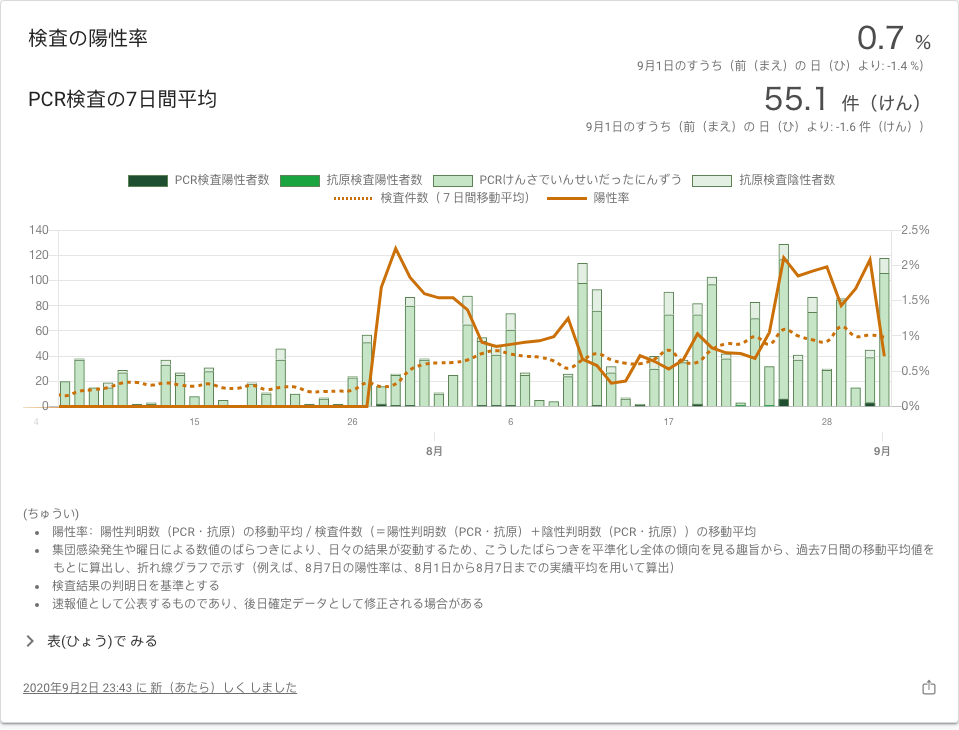 検査の陽性率
0.7 %
9月1日のすうち（前（まえ）の 日（ひ）より: -1.4 %）
PCR検査の7日間平均
55.1 件（けん）
9月1日のすうち（前（まえ）の 日（ひ）より: -1.6 件（けん））
PCR検査陽性者数 抗原検査陽性者数 PCRけんさでいんせいだったにんずう 抗原検査陰性者数
検査件数（７日間移動平均） 陽性率
140 2.5%
120 2%
100 1.5%
80 1%
60 0.5%
40 0%
20
0
4 15 26 6 17 28
8月 9月
(ちゅうい)
• 陽性率：陽性判明数（PCR・抗原）の移動平均 / 検査件数（＝陽性判明数（PCR・抗原）＋陰性判明数（PCR・抗原））の移動平均
• 集団感染発生や曜日による数値のばらつきにより、日々の結果が変動するため、こうしたばらつきを平準化し全体の傾向を見る趣旨から、過去7日間の移動平均値を
もとに算出し、折れ線グラフで示す（例えば、8月7日の陽性率は、8月1日から8月7日までの実績平均を用いて算出）
• 検査結果の判明日を基準とする
• 速報値として公表するものであり、後日確定データとして修正される場合がある
表(ひょう)で みる
2020年9月2日 23:43 に 新（あたら）しく しました